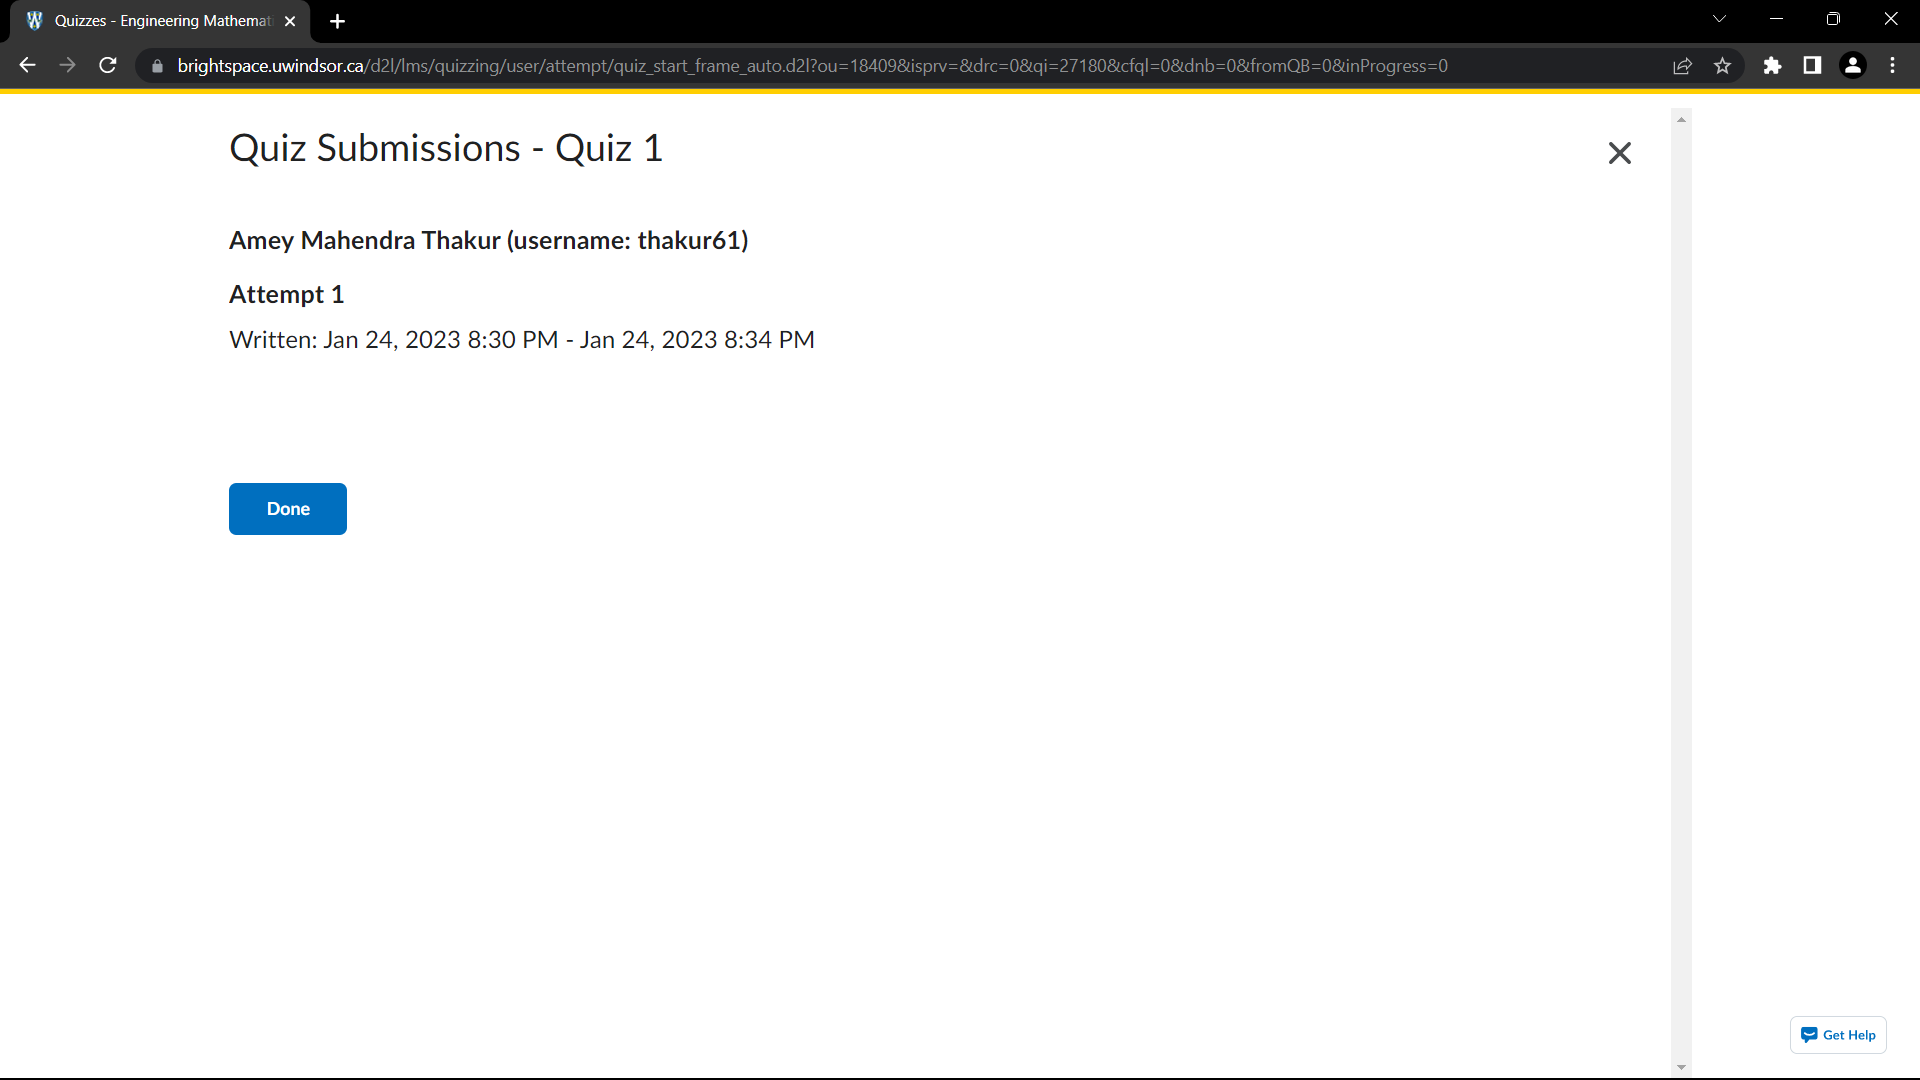 Quizzes - Engineering Mathemati
brightspace.uwindsor.ca/d2l/lms/quizzing/user/attempt/quiz_start_frame_auto.d2l?ou=18409&isprv=&drc=0&qi=27180&cfql=0&dnb=0&fromQB=0&inProgress=0
Quiz Submissions - Quiz 1
Amey Mahendra Thakur (username: thakur61)
Attempt 1
Written: Jan 24, 2023 8:30 PM - Jan 24, 2023 8:34 PM
Done
Get Help